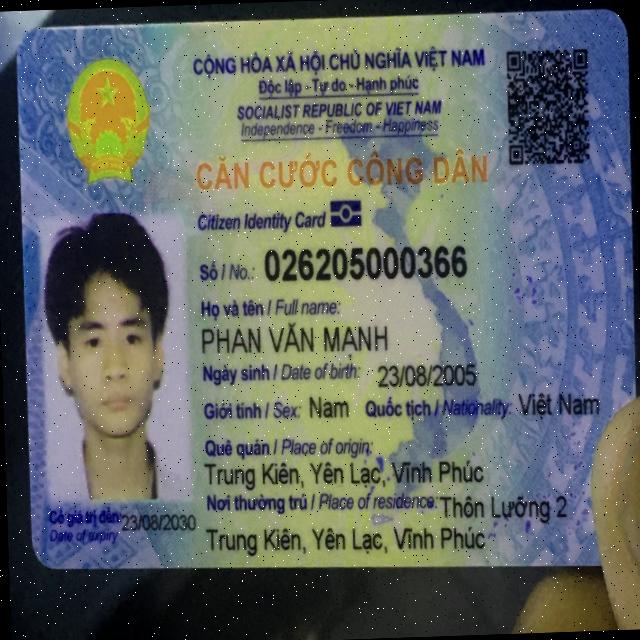 CỘNG HÒA XÃ HỘI CHỦ NGHĨA VIỆT NAM
Độc lập - Tự do - Hạnh phúc
SOCIALIST REPUBLIC OF VIET NAM
Independence - Freedom - Happiness
CĂN CƯỚC CÔNG DÂN
Citizen Identity Card
Số / No.: 026205000366
Họ và tên / Full name:
PHAN VĂN MẠNH
Ngày sinh / Date of birth: 23/08/2005
Giới tính / Sex: Nam Quốc tịch / Nationality: Việt Nam
Quê quán / Place of origin:
Trung Kiên, Yên Lạc, Vĩnh Phúc
Nơi thường trú / Place of residence: Thôn Lưỡng 2
Trung Kiên, Yên Lạc, Vĩnh Phúc
Có giá trị đến: 23/08/2030
Date of expiry